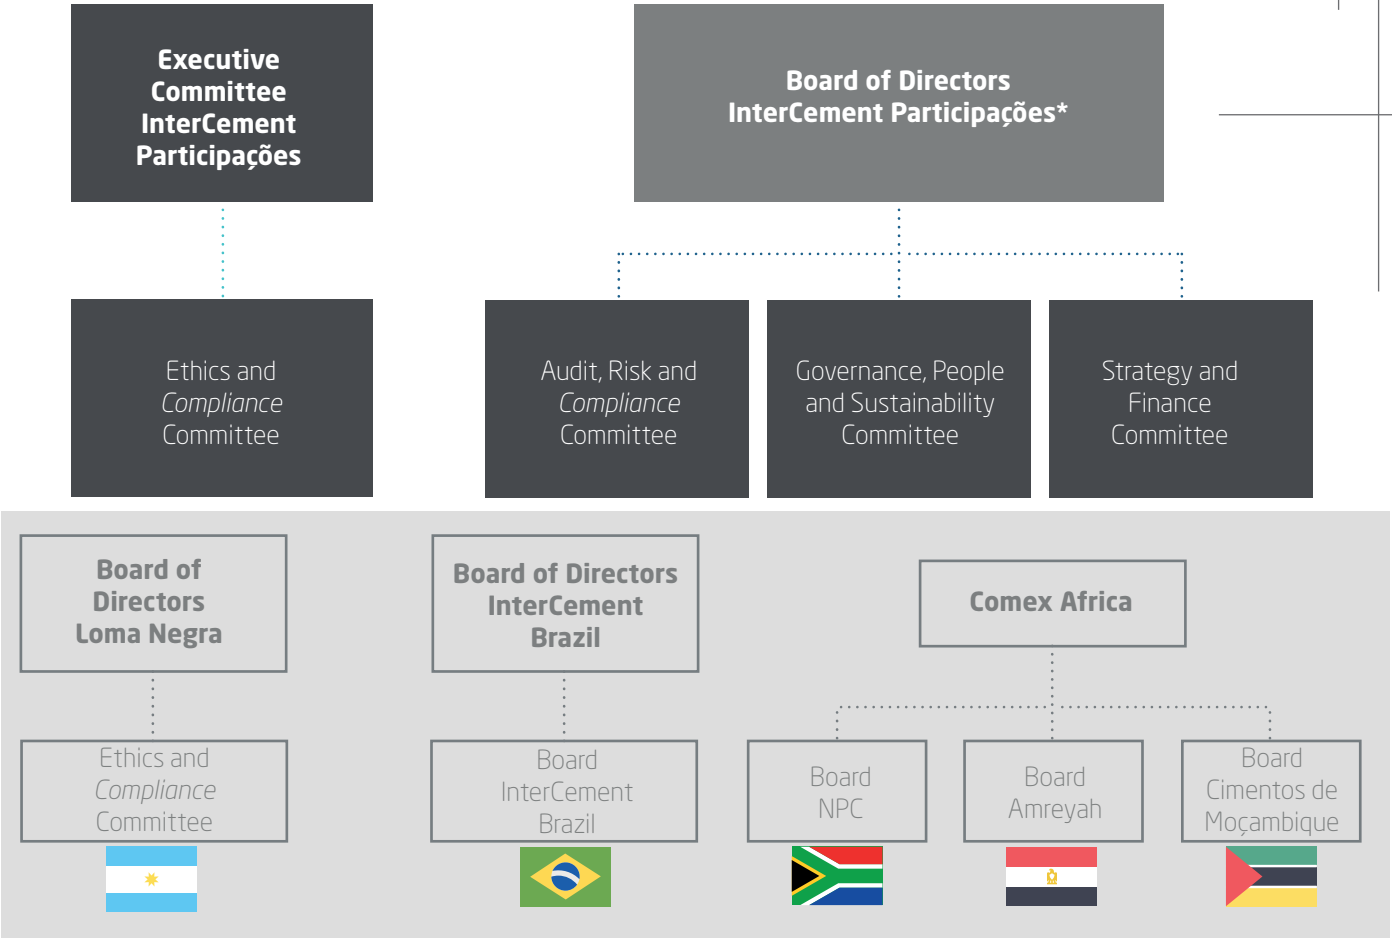 Executive
Committee
InterCement
Participações
Board of Directors
InterCement Participações*
Ethics and
Compliance
Committee
Audit, Risk and
Compliance
Committee
Governance, People
and Sustainability
Committee
Strategy and
Finance
Committee
Board of
Directors
Loma Negra
Board of Directors
InterCement
Brazil
Comex Africa
Ethics and
Compliance
Committee
Board
InterCement
Brazil
Board
NPC
Board
Amreyah
Board
Cimentos de
Moçambique